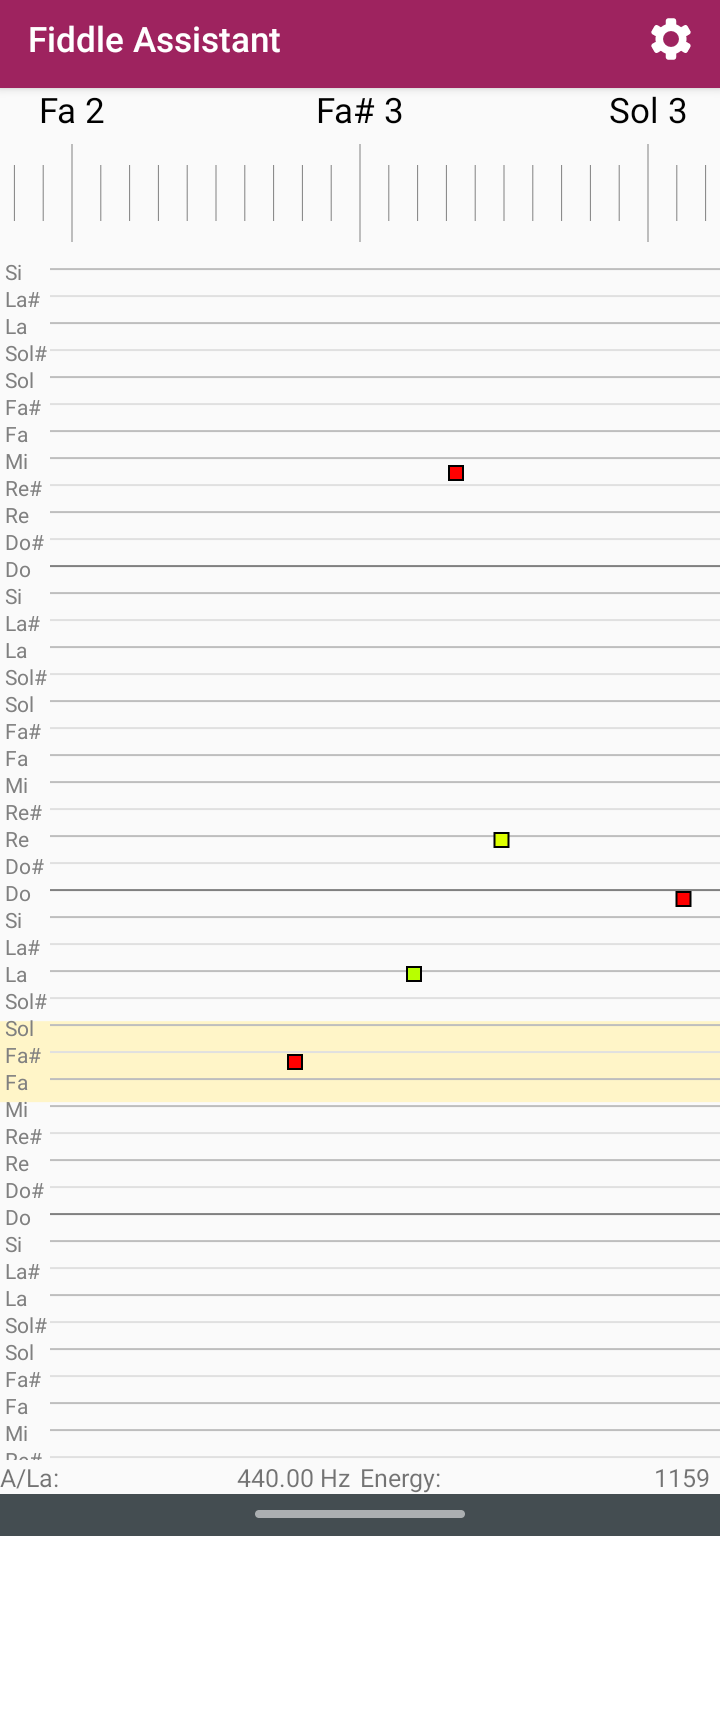 Fiddle Assistant
Fa 2 Fa# 3 Sol 3
Si
La#
La
Sol#
Sol
Fa#
Fa
Mi
Re#
Re
Do#
Do
Si
La#
La
Sol#
Sol
Fa#
Fa
Mi
Re#
Re
Do#
Do
Si
La#
La
Sol#
Sol
Fa#
Fa
Mi
Re#
Re
Do#
Do
Si
La#
La
Sol#
Sol
Fa#
Fa
Mi
Re#
A/La: 440.00 Hz Energy: 1159